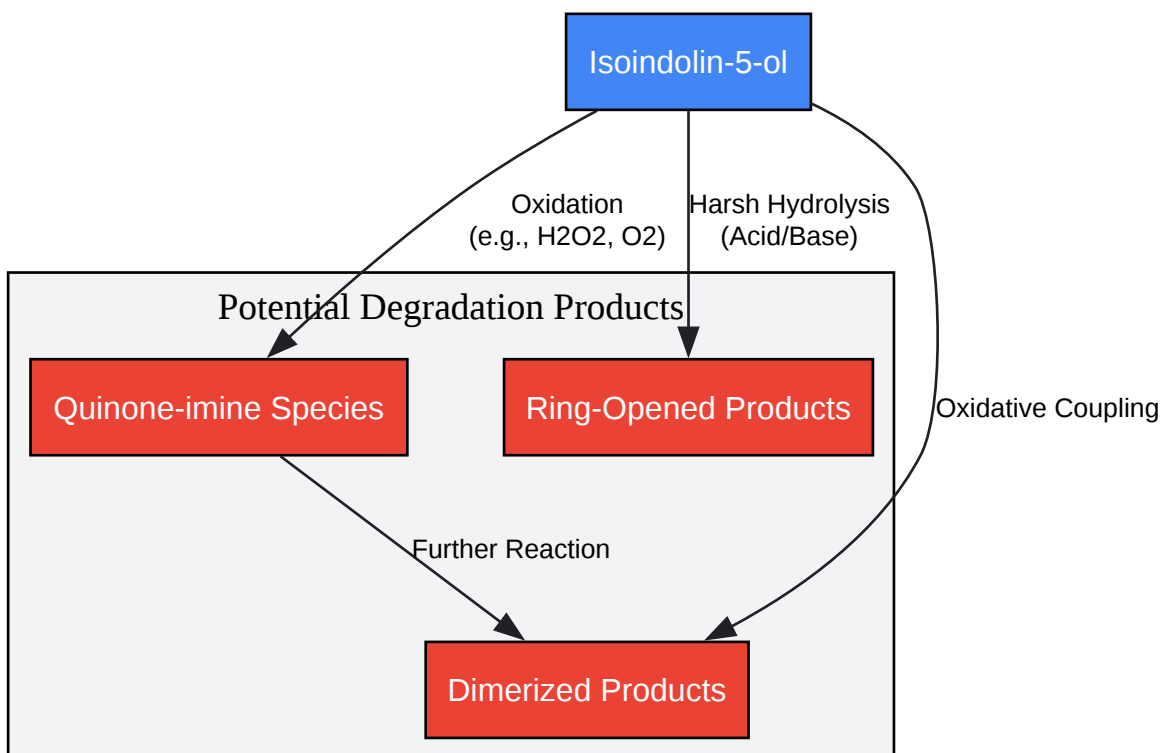 Isoindolin-5-ol
Oxidation
(e.g., H2O2, O2)
Harsh Hydrolysis
(Acid/Base)
Potential Degradation Products
Quinone-imine Species
Ring-Opened Products
Oxidative Coupling
Further Reaction
Dimerized Products